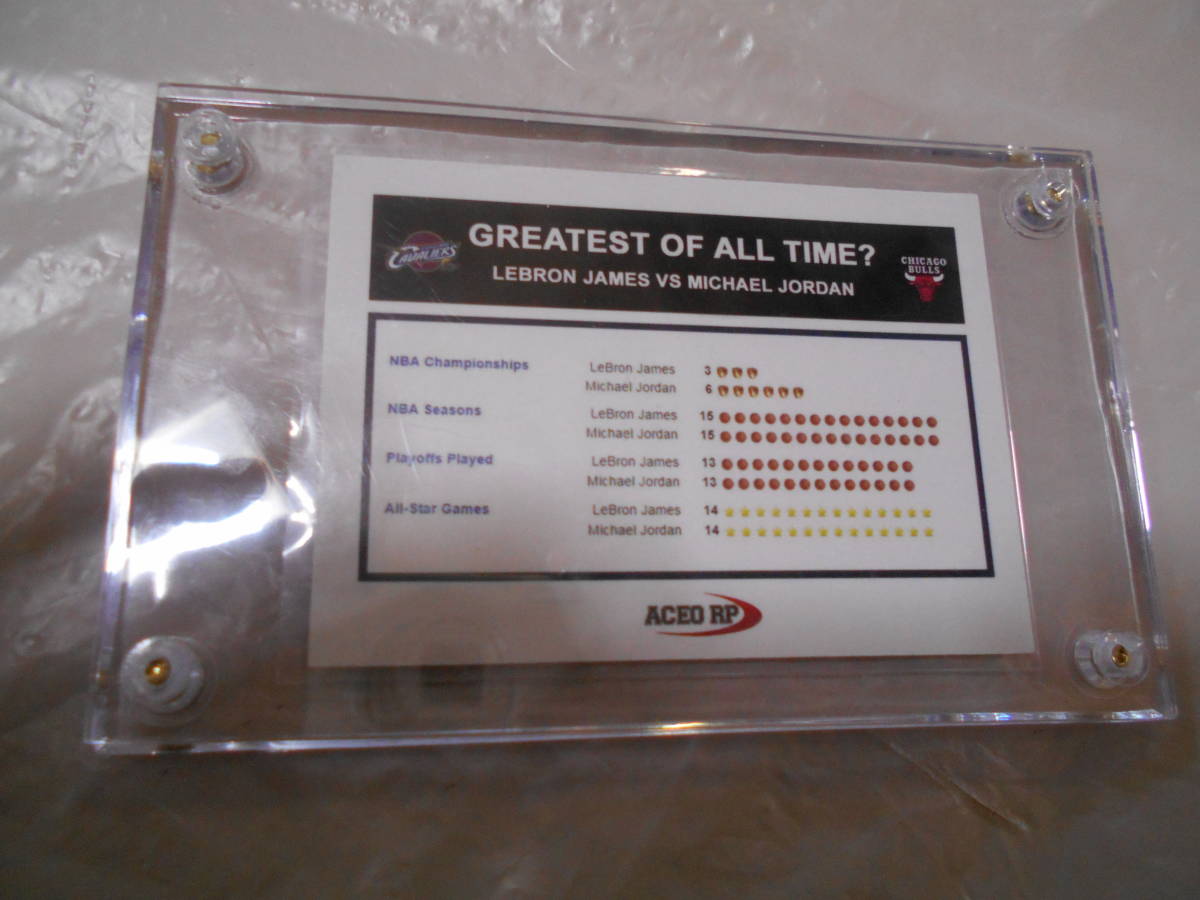 CAVALIERS
GREATEST OF ALL TIME?
CHICAGO
BULLS
LEBRON JAMES VS MICHAEL JORDAN
NBA Championships LeBron James 3
Michael Jordan 6
NBA Seasons LeBron James 15
Michael Jordan 15
Playoffs Played LeBron James 13
Michael Jordan 13
All-Star Games LeBron James 14
Michael Jordan 14
ACEO RP